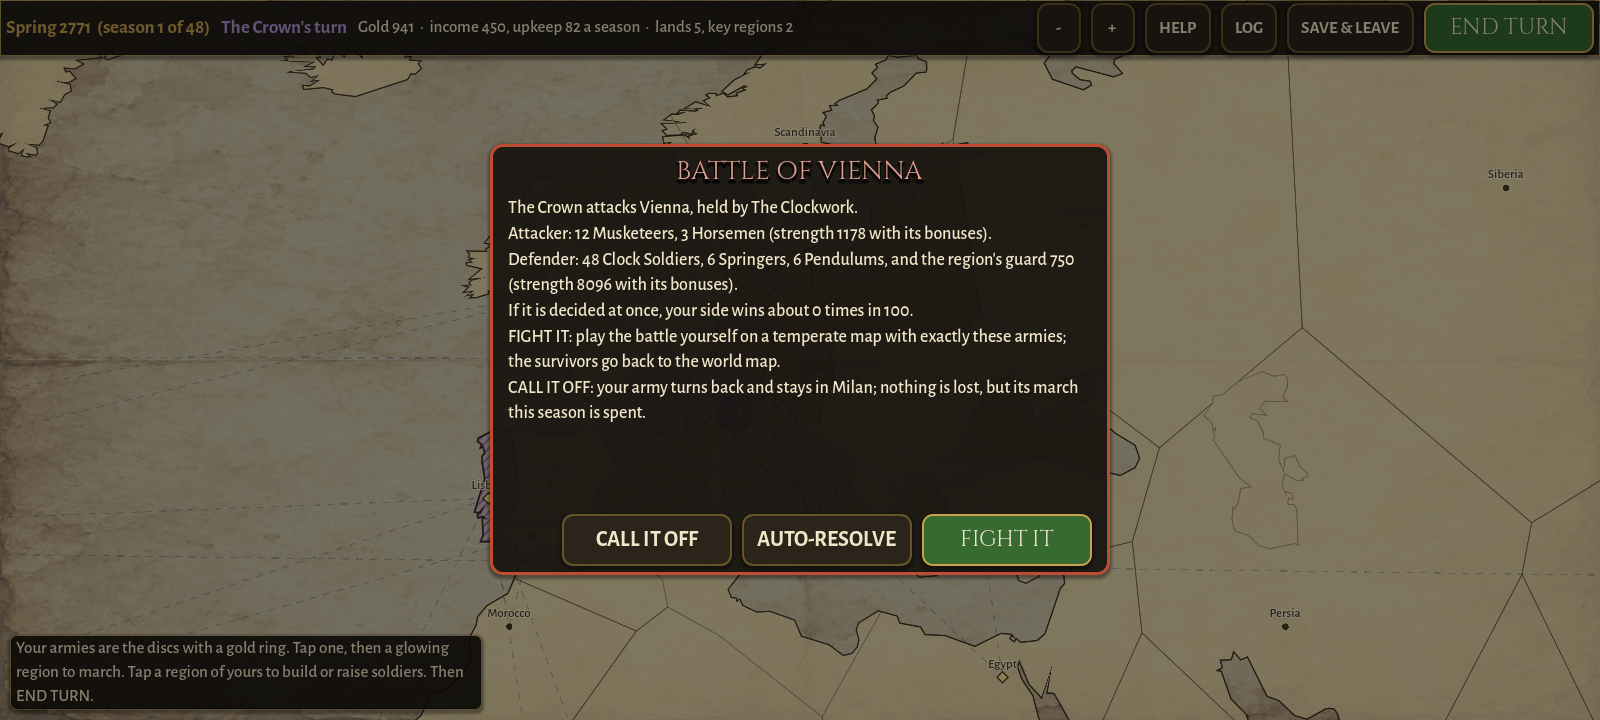 Spring 2771 (season 1 of 48) The Crown's turn Gold 941 · income 450, upkeep 82 a season · lands 5, key regions 2
- + HELP LOG SAVE & LEAVE END TURN
Scandinavia
Siberia
BATTLE OF VIENNA
The Crown attacks Vienna, held by The Clockwork.
Attacker: 12 Musketeers, 3 Horsemen (strength 1178 with its bonuses).
Defender: 48 Clock Soldiers, 6 Springers, 6 Pendulums, and the region's guard 750
(strength 8096 with its bonuses).
If it is decided at once, your side wins about 0 times in 100.
FIGHT IT: play the battle yourself on a temperate map with exactly these armies;
the survivors go back to the world map.
CALL IT OFF: your army turns back and stays in Milan; nothing is lost, but its march
this season is spent.
CALL IT OFF AUTO-RESOLVE FIGHT IT
Morocco
Persia
Egypt
Your armies are the discs with a gold ring. Tap one, then a glowing
region to march. Tap a region of yours to build or raise soldiers. Then
END TURN.